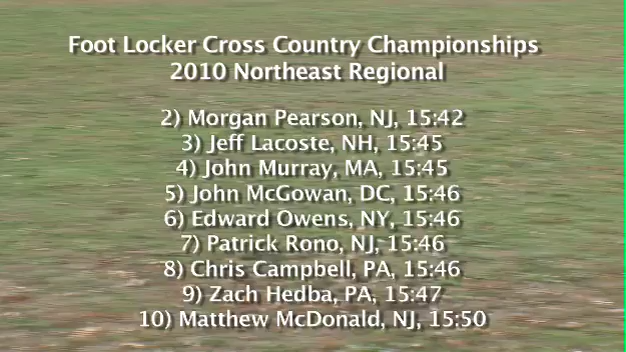 Foot Locker Cross Country Championships
2010 Northeast Regional
2) Morgan Pearson, NJ, 15:42
3) Jeff Lacoste, NH, 15:45
4) John Murray, MA, 15:45
5) John McGowan, DC, 15:46
6) Edward Owens, NY, 15:46
7) Patrick Rono, NJ, 15:46
8) Chris Campbell, PA, 15:46
9) Zach Hedba, PA, 15:47
10) Matthew McDonald, NJ, 15:50